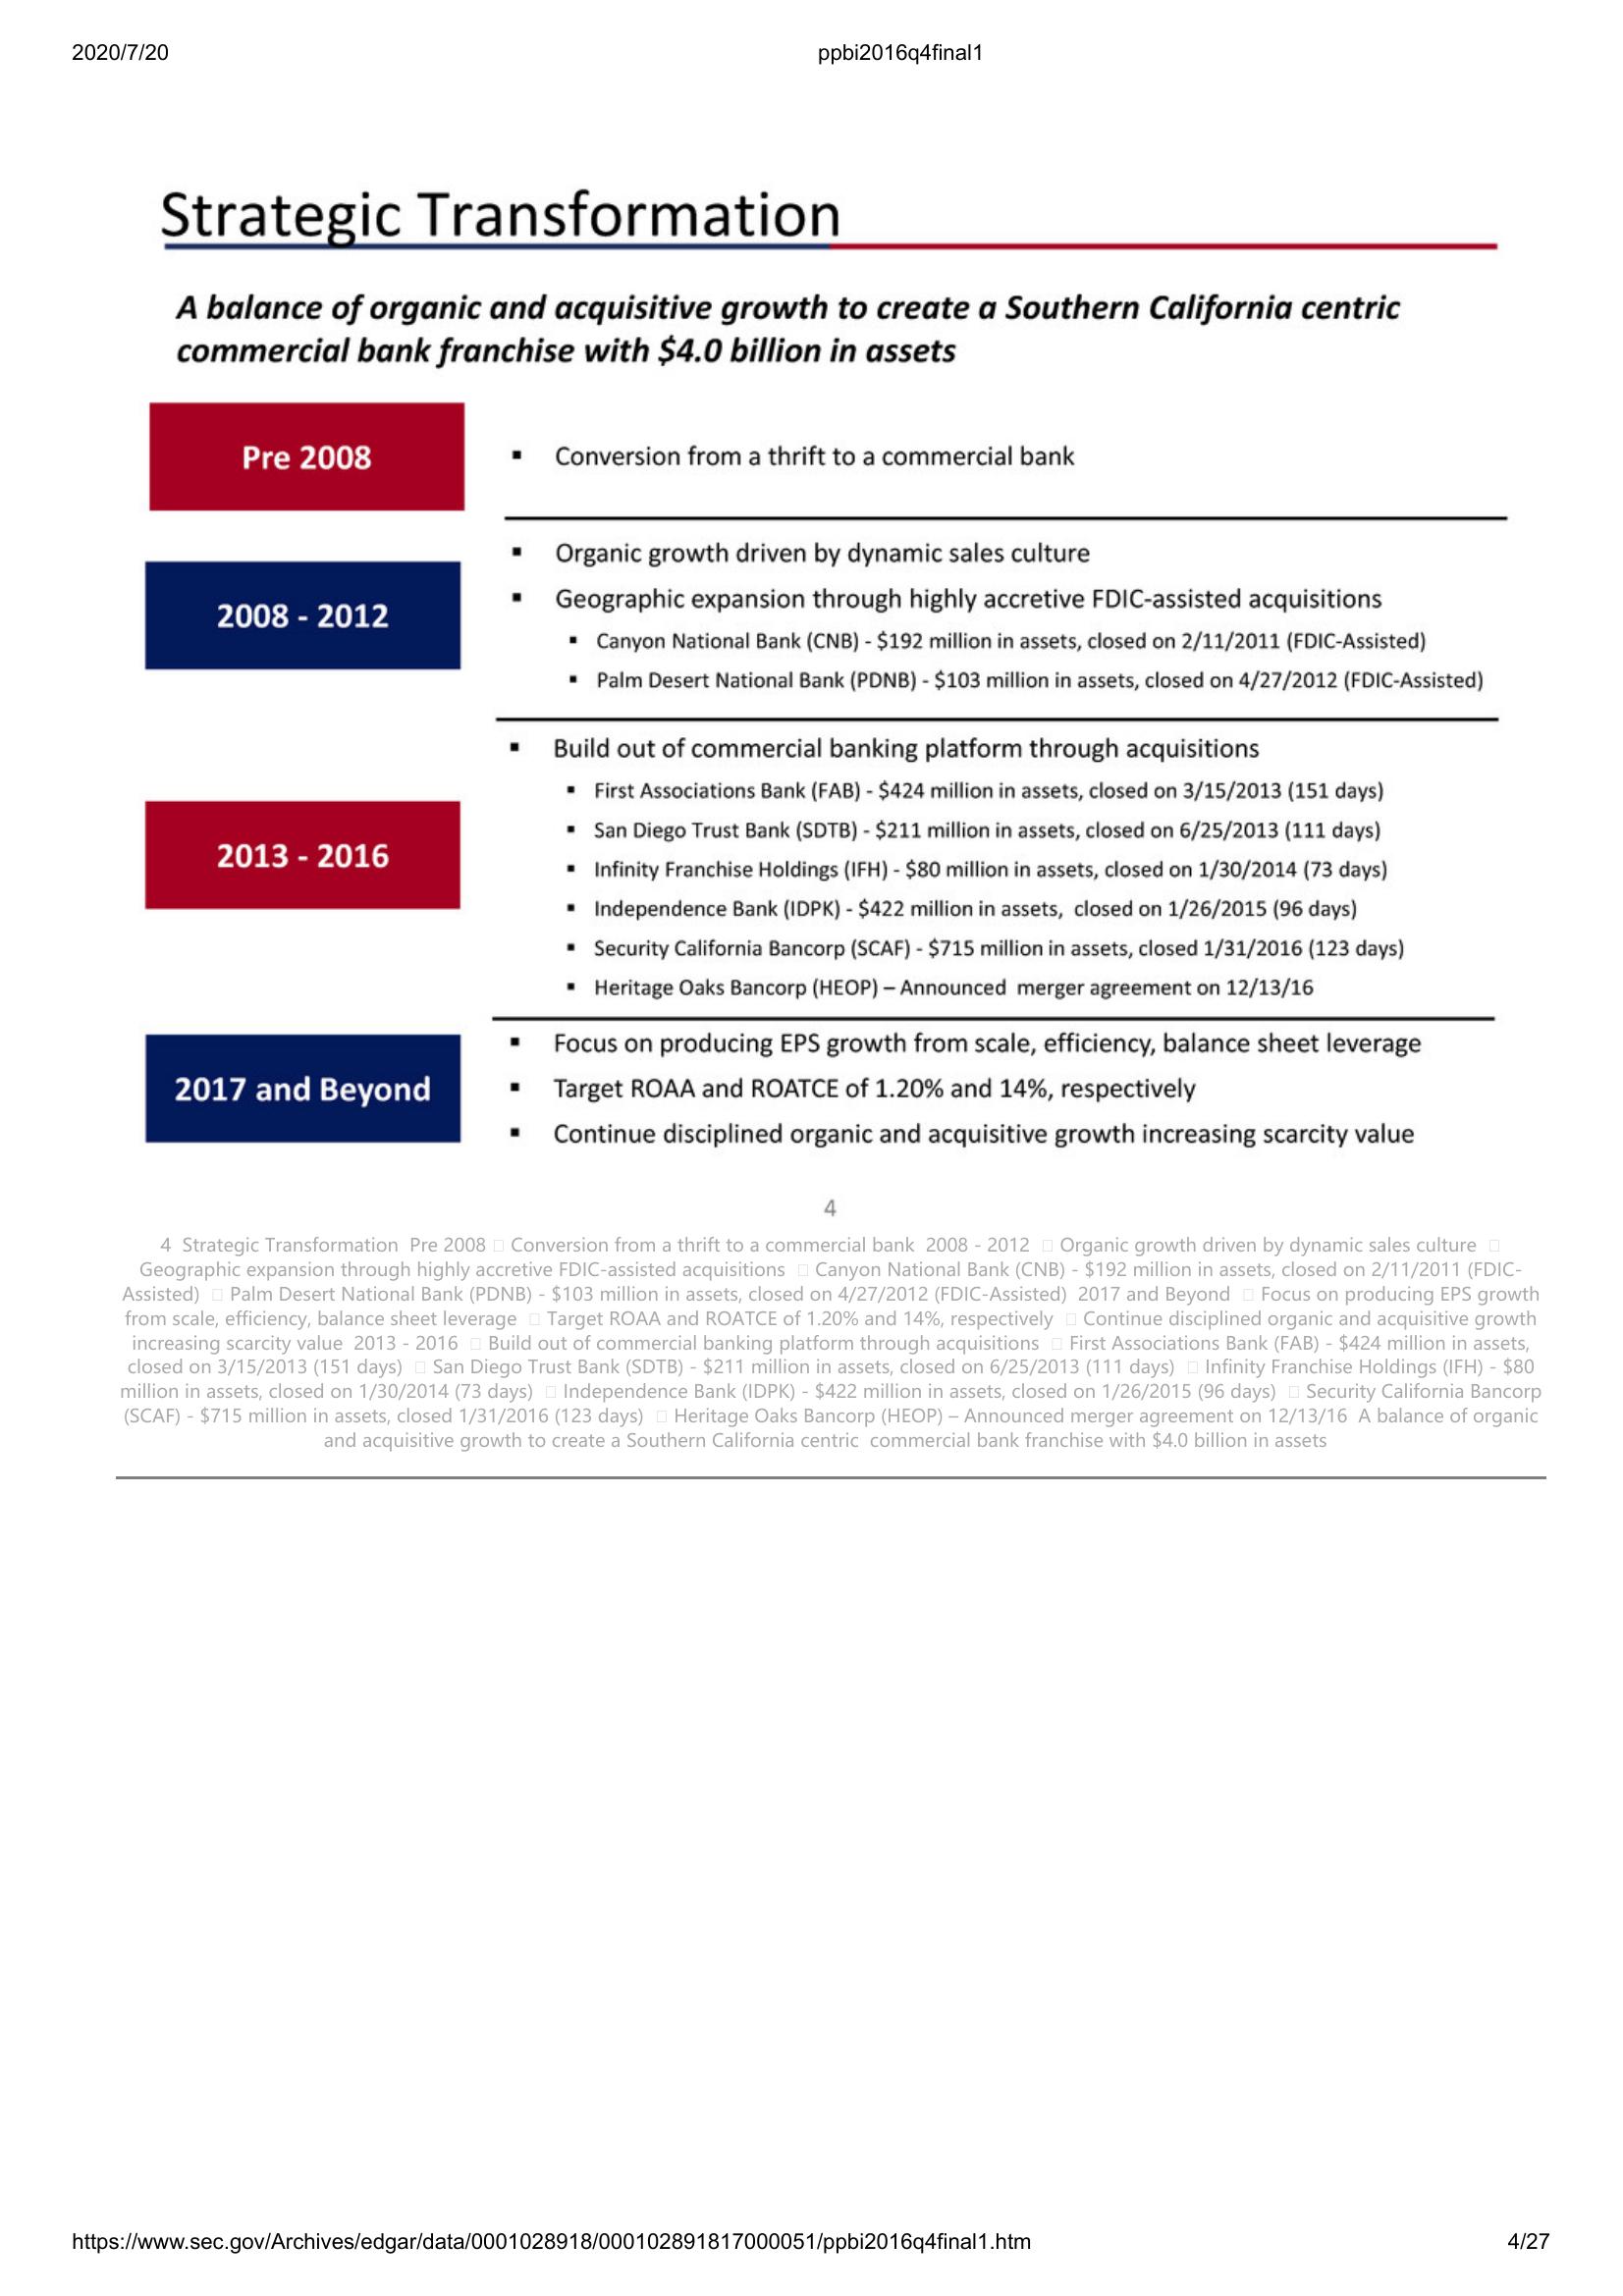 2020/7/20
ppbi2016q4final1
Strategic Transformation
A balance of organic and acquisitive growth to create a Southern California centric
commercial bank franchise with $4.0 billion in assets
Pre 2008
▪ Conversion from a thrift to a commercial bank
2008 - 2012
▪ Organic growth driven by dynamic sales culture
▪ Geographic expansion through highly accretive FDIC-assisted acquisitions
▪ Canyon National Bank (CNB) - $192 million in assets, closed on 2/11/2011 (FDIC-Assisted)
▪ Palm Desert National Bank (PDNB) - $103 million in assets, closed on 4/27/2012 (FDIC-Assisted)
2013 - 2016
▪ Build out of commercial banking platform through acquisitions
▪ First Associations Bank (FAB) - $424 million in assets, closed on 3/15/2013 (151 days)
▪ San Diego Trust Bank (SDTB) - $211 million in assets, closed on 6/25/2013 (111 days)
▪ Infinity Franchise Holdings (IFH) - $80 million in assets, closed on 1/30/2014 (73 days)
▪ Independence Bank (IDPK) - $422 million in assets,  closed on 1/26/2015 (96 days)
▪ Security California Bancorp (SCAF) - $715 million in assets, closed 1/31/2016 (123 days)
▪ Heritage Oaks Bancorp (HEOP) – Announced  merger agreement on 12/13/16
2017 and Beyond
▪ Focus on producing EPS growth from scale, efficiency, balance sheet leverage
▪ Target ROAA and ROATCE of 1.20% and 14%, respectively
▪ Continue disciplined organic and acquisitive growth increasing scarcity value
4
4  Strategic Transformation  Pre 2008 □ Conversion from a thrift to a commercial bank  2008 - 2012  □ Organic growth driven by dynamic sales culture  □
Geographic expansion through highly accretive FDIC-assisted acquisitions  □ Canyon National Bank (CNB) - $192 million in assets, closed on 2/11/2011 (FDIC-
Assisted)  □ Palm Desert National Bank (PDNB) - $103 million in assets, closed on 4/27/2012 (FDIC-Assisted)  2017 and Beyond  □ Focus on producing EPS growth
from scale, efficiency, balance sheet leverage  □ Target ROAA and ROATCE of 1.20% and 14%, respectively  □ Continue disciplined organic and acquisitive growth
increasing scarcity value  2013 - 2016  □ Build out of commercial banking platform through acquisitions  □ First Associations Bank (FAB) - $424 million in assets,
closed on 3/15/2013 (151 days)  □ San Diego Trust Bank (SDTB) - $211 million in assets, closed on 6/25/2013 (111 days)  □ Infinity Franchise Holdings (IFH) - $80
million in assets, closed on 1/30/2014 (73 days)  □ Independence Bank (IDPK) - $422 million in assets, closed on 1/26/2015 (96 days)  □ Security California Bancorp
(SCAF) - $715 million in assets, closed 1/31/2016 (123 days)  □ Heritage Oaks Bancorp (HEOP) – Announced merger agreement on 12/13/16  A balance of organic
and acquisitive growth to create a Southern California centric  commercial bank franchise with $4.0 billion in assets
https://www.sec.gov/Archives/edgar/data/0001028918/000102891817000051/ppbi2016q4final1.htm
4/27